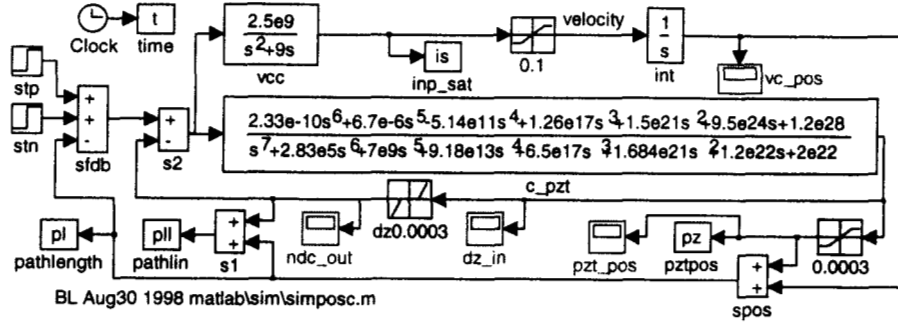 Clock
t
time
2.5e9
s2+9s
vcc
is
inp_sat
0.1
velocity
1
s
int
vc_pos
stp
stn
+
+
-
sfdb
+
-
s2
2.33e-10s6+6.7e-6s5-5.14e11s4+1.26e17s3+1.5e21s2+9.5e24s+1.2e28
s7+2.83e5s6+7e9s5+9.18e13s4+6.5e17s3+1.684e21s2+1.2e22s+2e22
c_pzt
pl
pathlength
pll
pathlin
+
+
s1
ndc_out
dz0.0003
dz_in
pzt_pos
pz
pztpos
0.0003
+
+
spos
BL Aug30 1998 matlab\sim\simposc.m